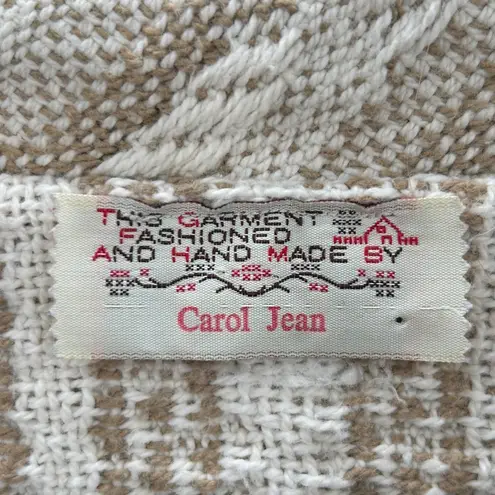 THIS GARMENT
FASHIONED
AND HAND MADE BY
Carol Jean